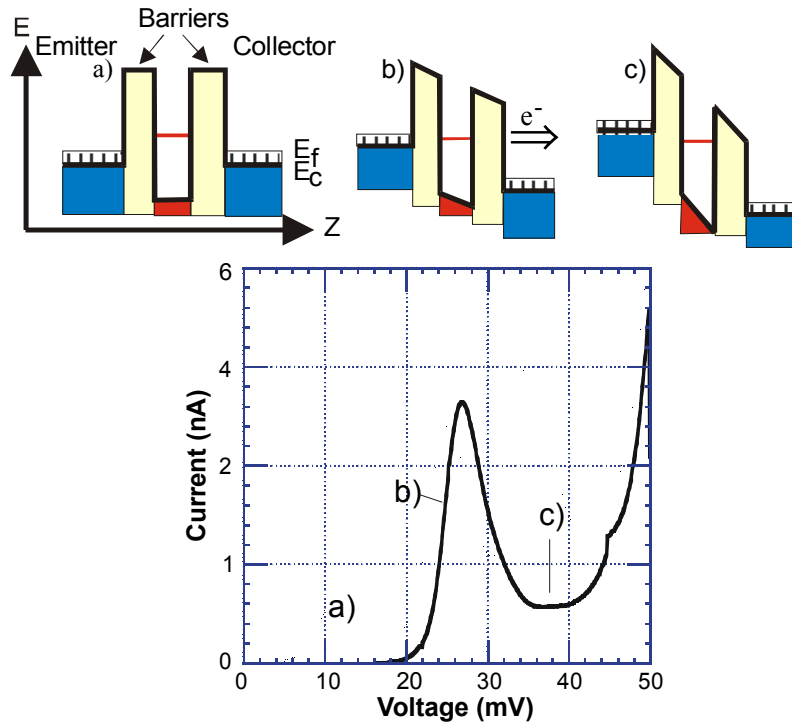 E
Barriers
Emitter
Collector
a)
b)
c)
e-
Ef
Ec
Z
6
4
2
1
0
Current (nA)
a)
b)
c)
0
10
20
30
40
50
Voltage (mV)